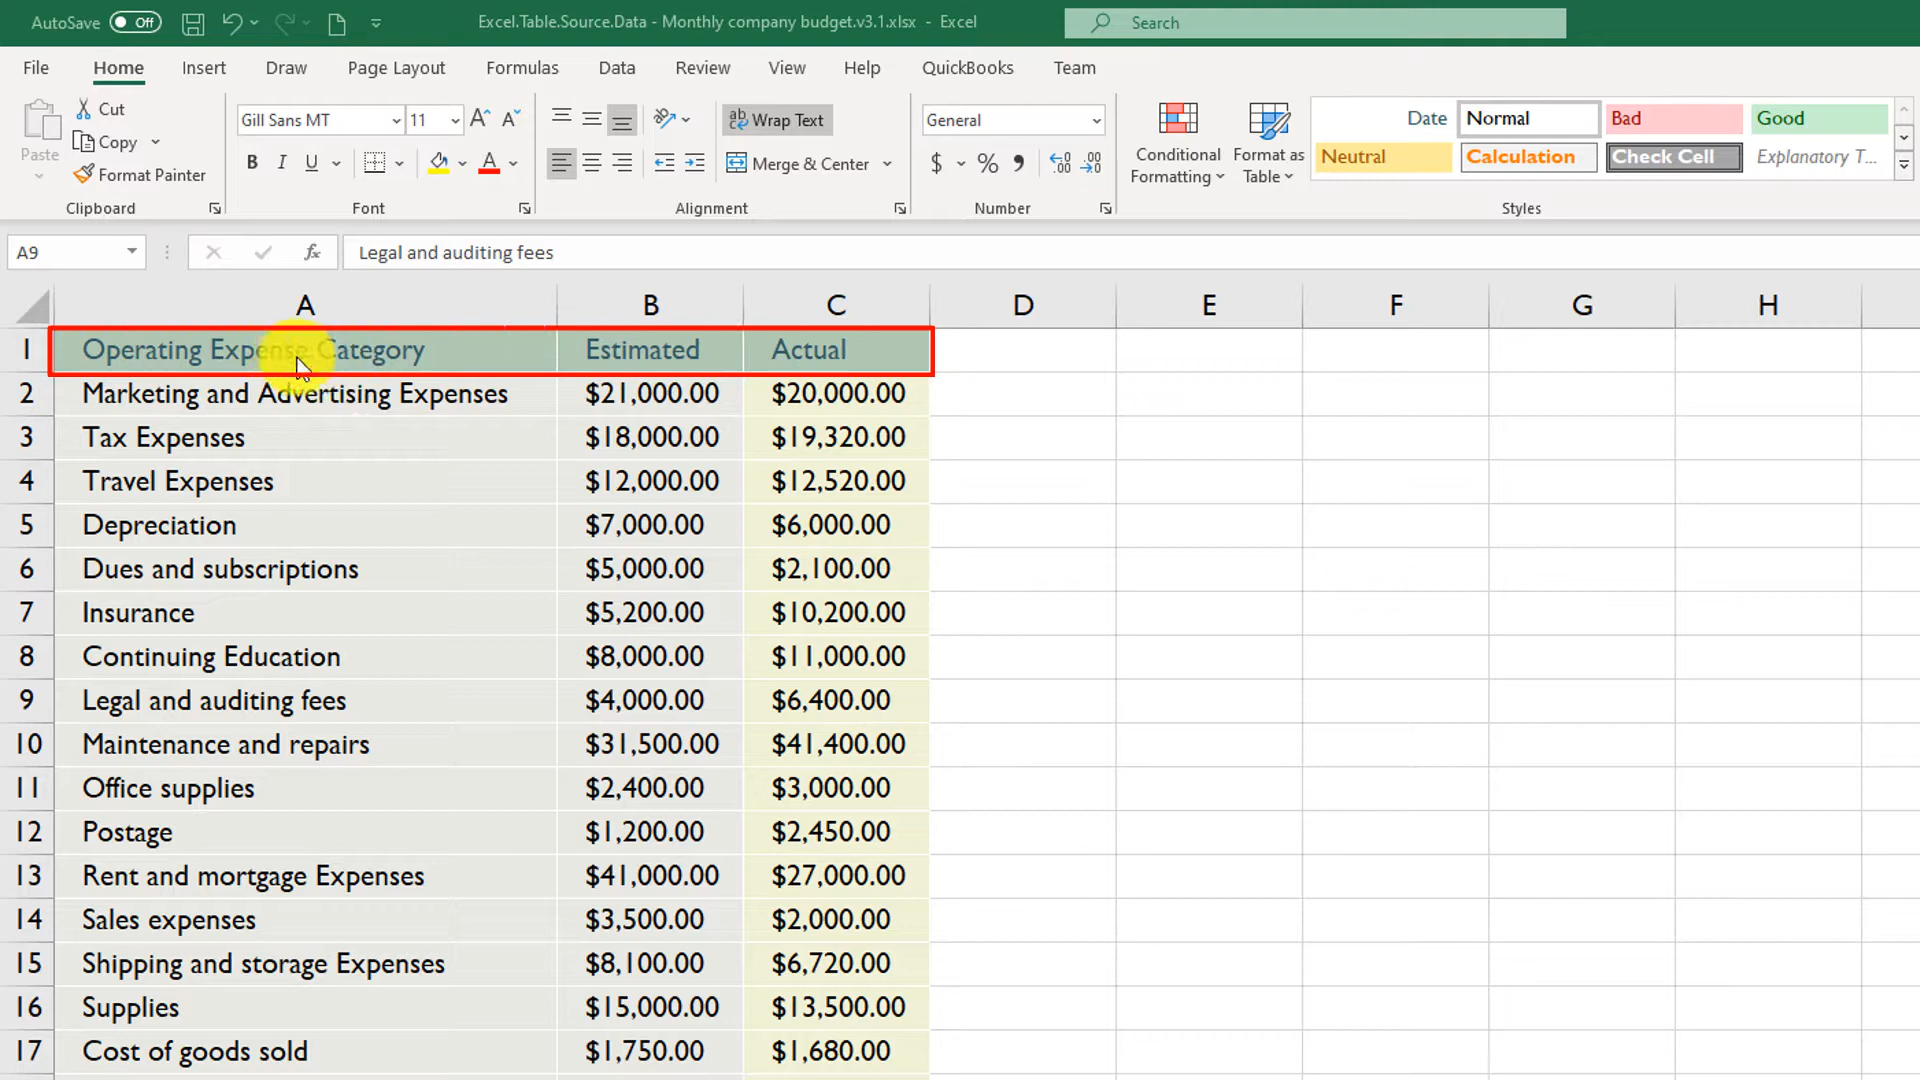 AutoSave Off Excel.Table.Source.Data - Monthly company budget.v3.1.xlsx - Excel Search
File Home Insert Draw Page Layout Formulas Data Review View Help QuickBooks Team
Paste Cut Copy Format Painter Clipboard
Gill Sans MT 11 A A B I U A Font
ab c Wrap Text Merge & Center Alignment
General $ % , .00 .0 Number
Conditional Formatting Format as Table
Date Normal Bad Good
Neutral Calculation Check Cell Explanatory T...
Styles
A9 fx Legal and auditing fees
A B C D E F G H
1 Operating Expense Category Estimated Actual
2 Marketing and Advertising Expenses $21,000.00 $20,000.00
3 Tax Expenses $18,000.00 $19,320.00
4 Travel Expenses $12,000.00 $12,520.00
5 Depreciation $7,000.00 $6,000.00
6 Dues and subscriptions $5,000.00 $2,100.00
7 Insurance $5,200.00 $10,200.00
8 Continuing Education $8,000.00 $11,000.00
9 Legal and auditing fees $4,000.00 $6,400.00
10 Maintenance and repairs $31,500.00 $41,400.00
11 Office supplies $2,400.00 $3,000.00
12 Postage $1,200.00 $2,450.00
13 Rent and mortgage Expenses $41,000.00 $27,000.00
14 Sales expenses $3,500.00 $2,000.00
15 Shipping and storage Expenses $8,100.00 $6,720.00
16 Supplies $15,000.00 $13,500.00
17 Cost of goods sold $1,750.00 $1,680.00